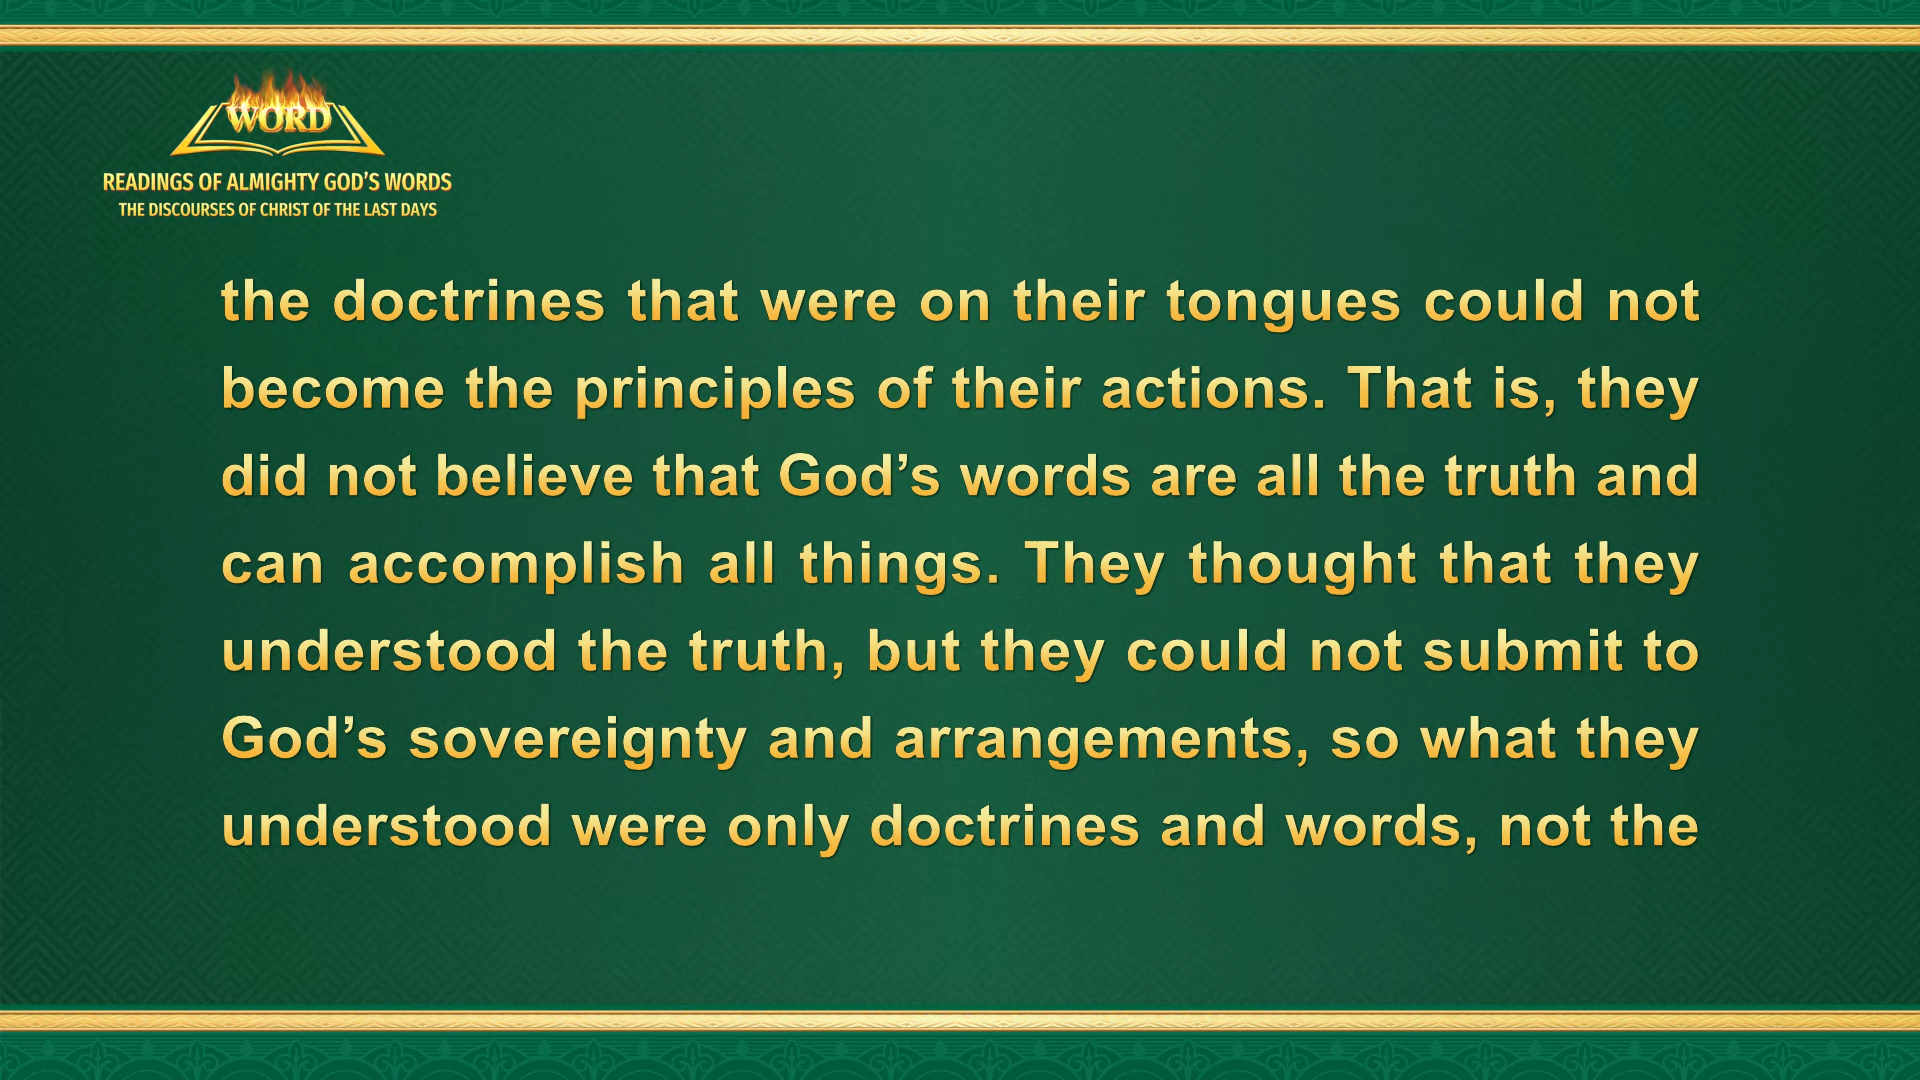 WORD
READINGS OF ALMIGHTY GOD’S WORDS
THE DISCOURSES OF CHRIST OF THE LAST DAYS
the doctrines that were on their tongues could not
become the principles of their actions. That is, they
did not believe that God’s words are all the truth and
can accomplish all things. They thought that they
understood the truth, but they could not submit to
God’s sovereignty and arrangements, so what they
understood were only doctrines and words, not the